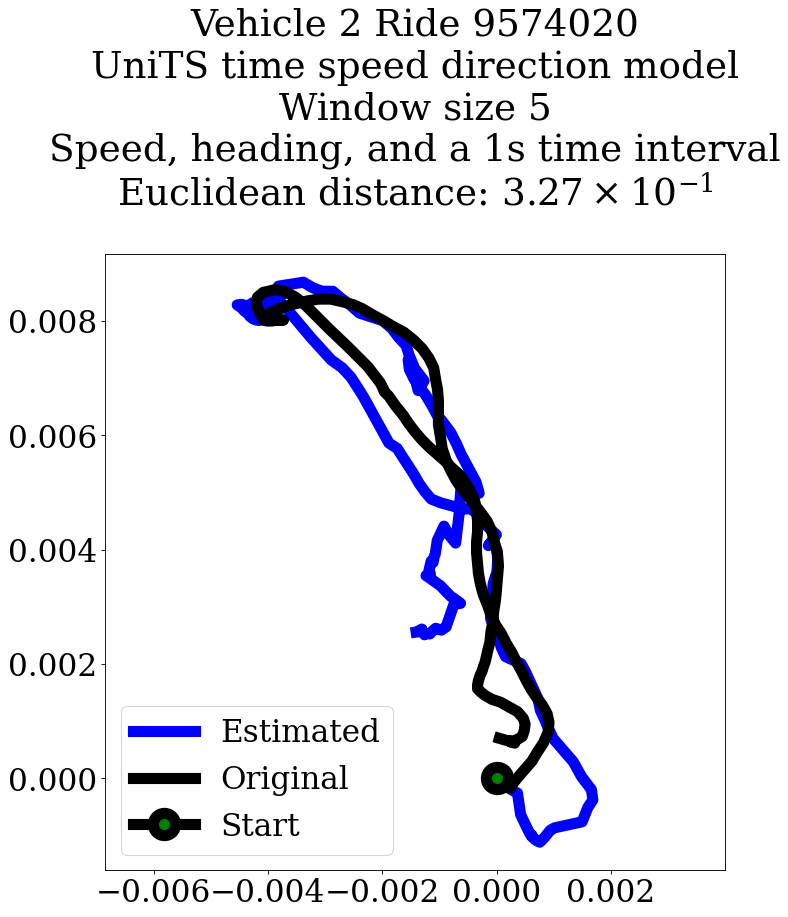 Vehicle 2 Ride 9574020
UniTS time speed direction model
Window size 5
Speed, heading, and a 1s time interval
Euclidean distance: 3.27 × 10⁻¹
0.008
0.006
0.004
0.002
0.000
Estimated
Original
Start
−0.006 −0.004 −0.002 0.000 0.002